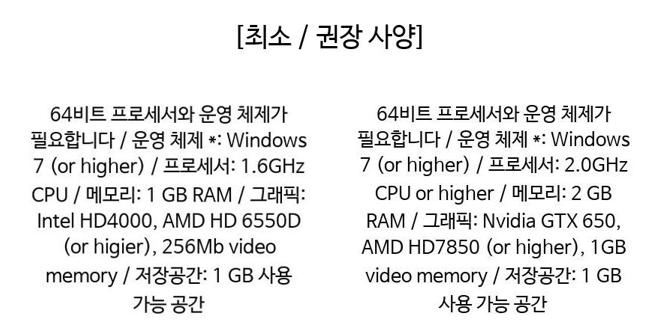 [최소 / 권장 사양]
64비트 프로세서와 운영 체제가
필요합니다 / 운영 체제 *: Windows
7 (or higher) / 프로세서: 1.6GHz
CPU / 메모리: 1 GB RAM / 그래픽:
Intel HD4000, AMD HD 6550D
(or higier), 256Mb video
memory / 저장공간: 1 GB 사용
가능 공간
64비트 프로세서와 운영 체제가
필요합니다 / 운영 체제 *: Windows
7 (or higher) / 프로세서: 2.0GHz
CPU or higher / 메모리: 2 GB
RAM / 그래픽: Nvidia GTX 650,
AMD HD7850 (or higher), 1GB
video memory / 저장공간: 1 GB
사용 가능 공간